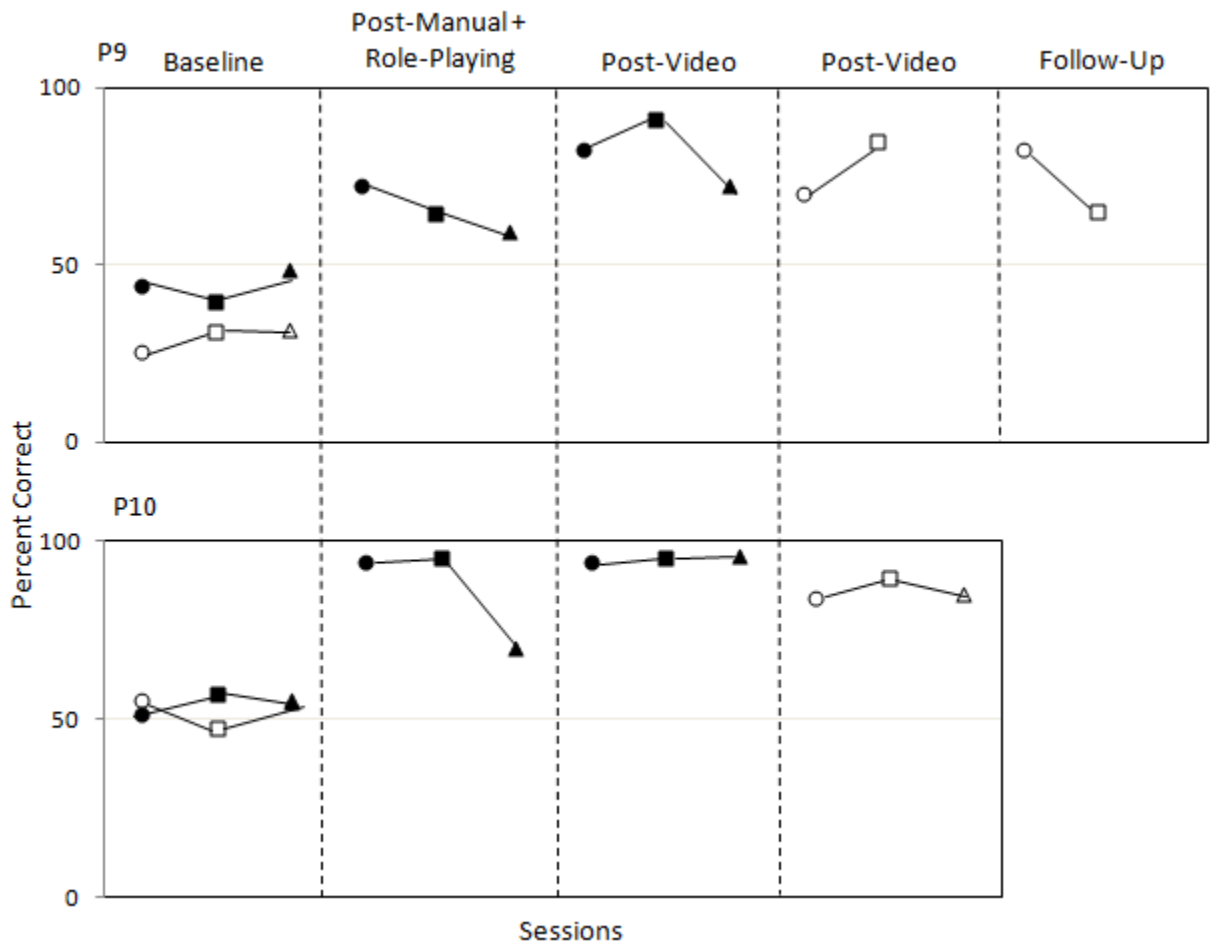 P9
Baseline
Post-Manual +
Role-Playing
Post-Video
Post-Video
Follow-Up
100
50
0
Percent Correct
P10
100
50
0
Sessions